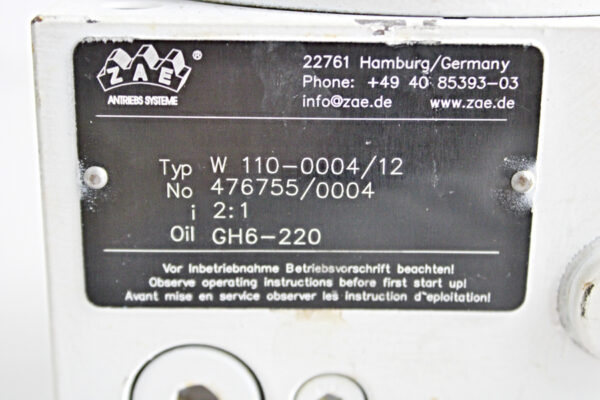 ZAE®
ANTRIEBS SYSTEME
22761 Hamburg/Germany
Phone: +49 40 85393-03
info@zae.de www.zae.de
Typ W 110-0004/12
No 476755/0004
i 2:1
Oil GH6-220
Vor Inbetriebnahme Betriebsvorschrift beachten!
Observe operating instructions before first start up!
Avant mise en service observer les instruction d'eploitation!